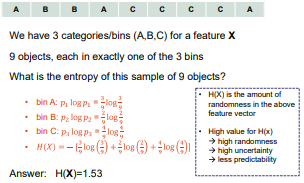 A B B A C C C C A
We have 3 categories/bins (A,B,C) for a feature X
9 objects, each in exactly one of the 3 bins
What is the entropy of this sample of 9 objects?
• bin A: p₁ log p₁ = 3/9 log 3/9
• bin B: p₂ log p₂ = 2/9 log 2/9
• bin C: p₃ log p₃ = 4/9 log 4/9
• H(X) = −[3/9 log(3/9) + 2/9 log(2/9) + 4/9 log(4/9)]
Answer: H(X)=1.53
• H(X) is the amount of
randomness in the above
feature vector
• High value for H(x)
→ high randomness
→ high uncertainty
→ less predictability